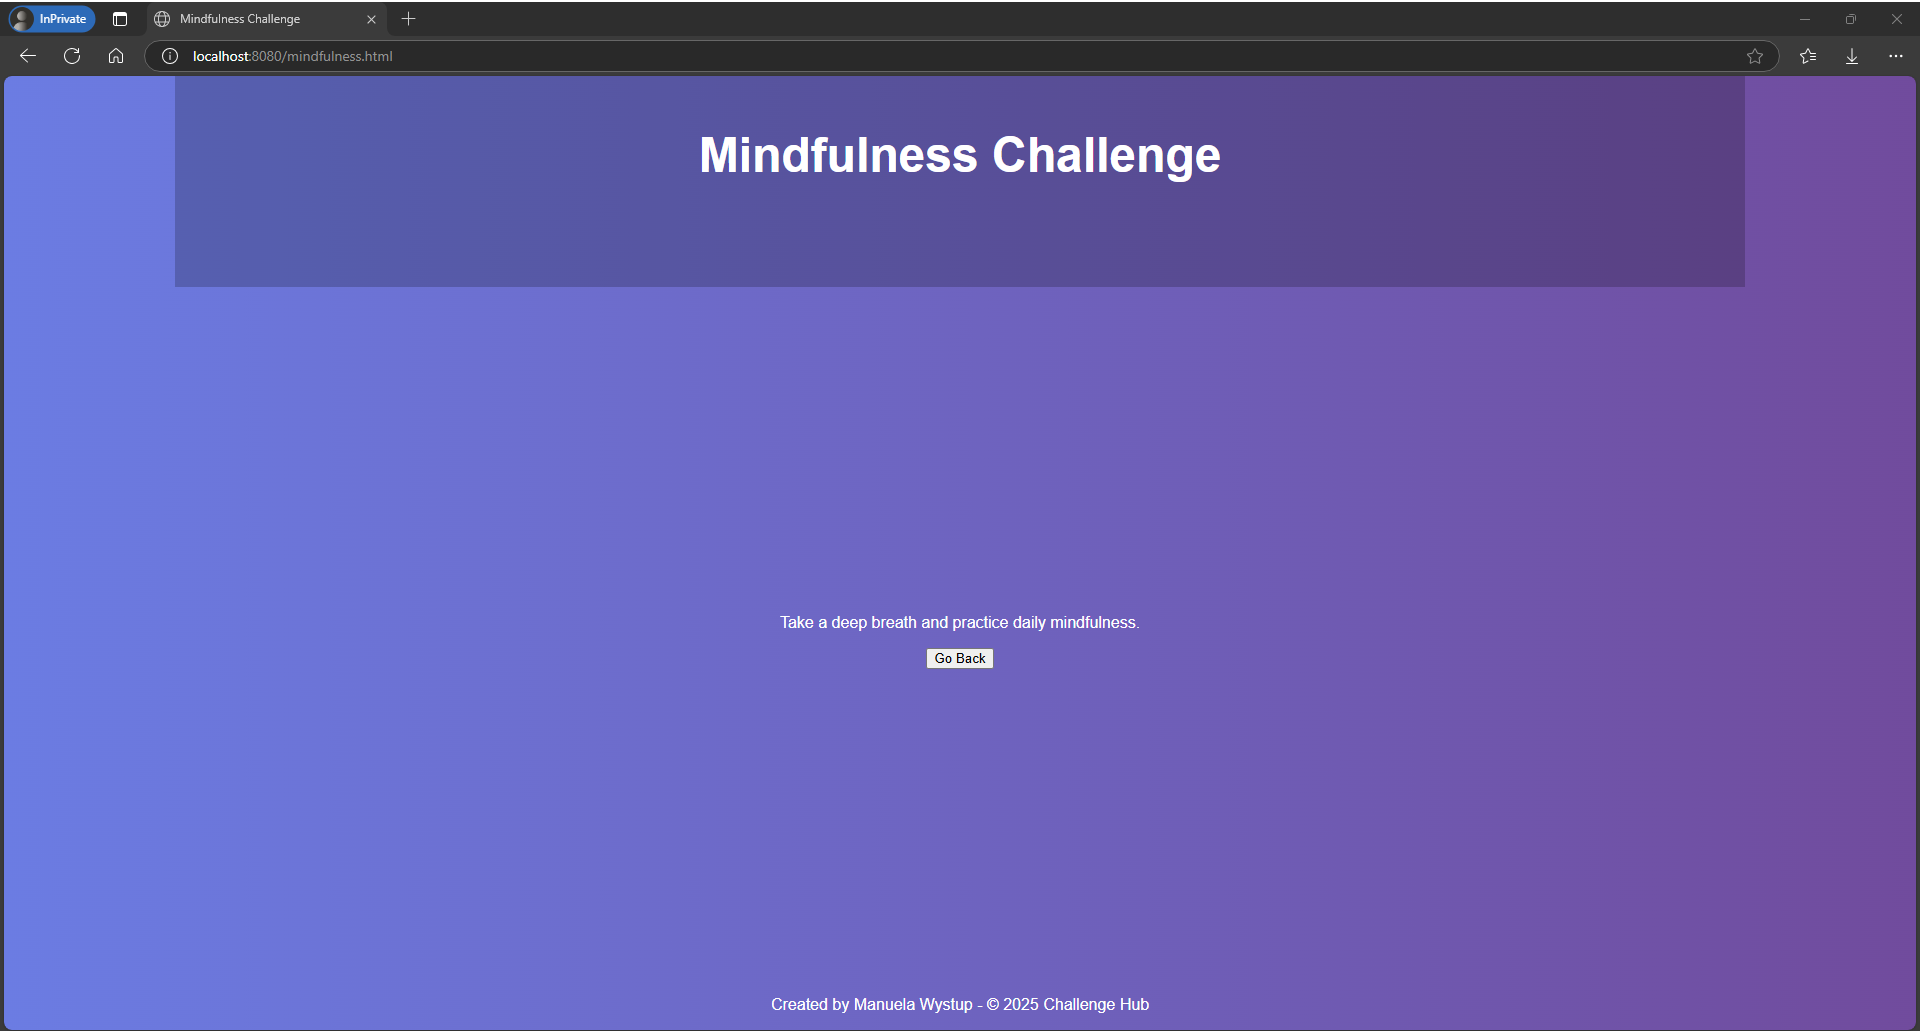 InPrivate
Mindfulness Challenge
localhost:8080/mindfulness.html
Mindfulness Challenge
Take a deep breath and practice daily mindfulness.
Go Back
Created by Manuela Wystup - © 2025 Challenge Hub